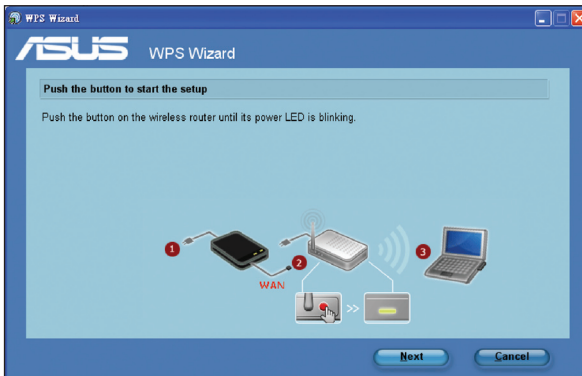 WPS Wizard
ASUS WPS Wizard
Push the button to start the setup
Push the button on the wireless router until its power LED is blinking.
1
2
3
WAN
>>
Next Cancel